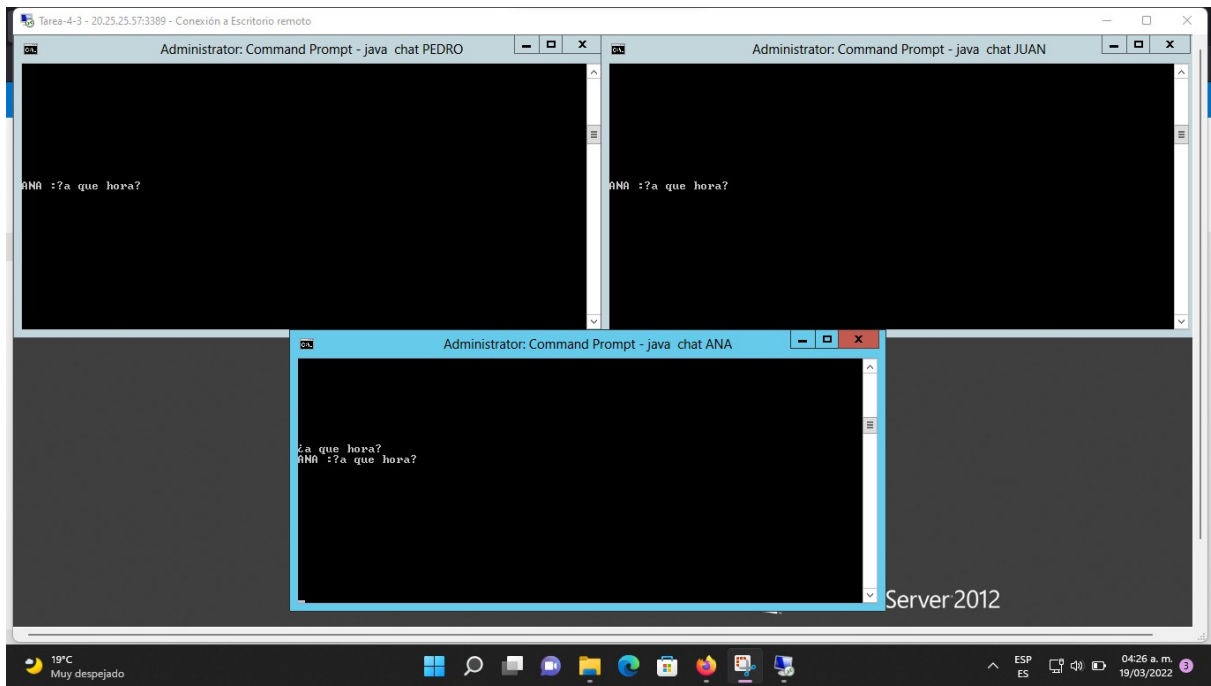 Tarea-4-3 - 20.25.25.57:3389 - Conexión a Escritorio remoto
Administrator: Command Prompt - java chat PEDRO
Administrator: Command Prompt - java chat JUAN
ANA :?a que hora?
ANA :?a que hora?
Administrator: Command Prompt - java chat ANA
¿a que hora?
ANA :?a que hora?
Server 2012
19°C
Muy despejado
ESP
ES
04:26 a. m.
19/03/2022
3